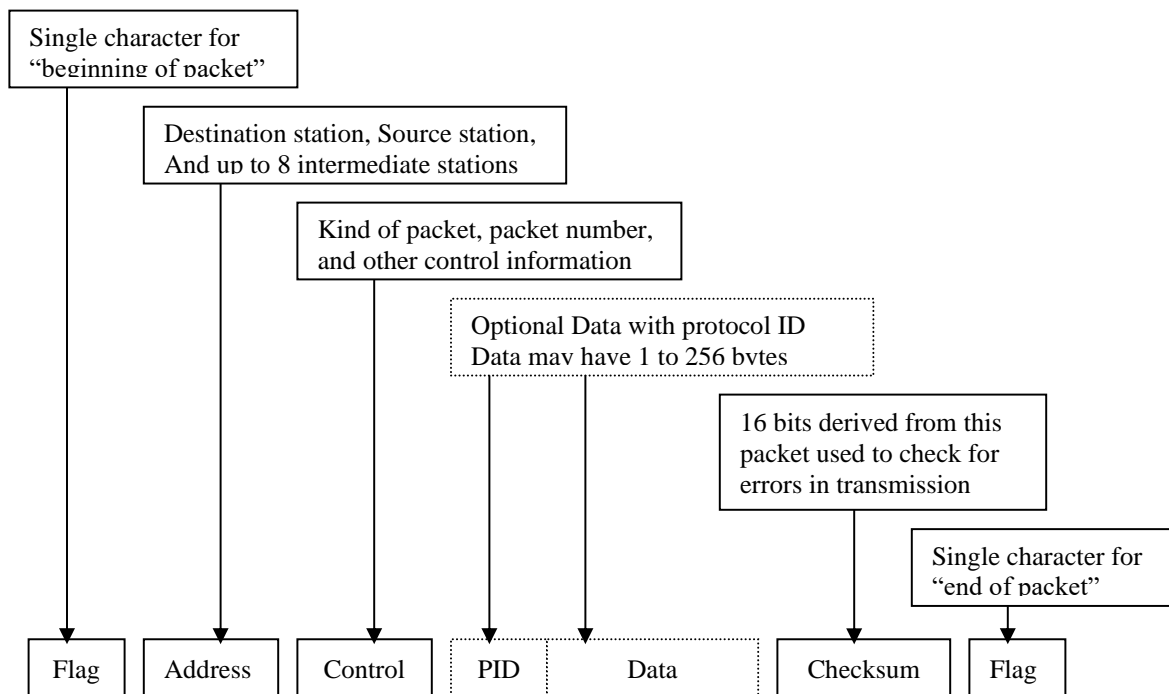 Single character for
“beginning of packet”
Destination station, Source station,
And up to 8 intermediate stations
Kind of packet, packet number,
and other control information
Optional Data with protocol ID
Data may have 1 to 256 bytes
16 bits derived from this
packet used to check for
errors in transmission
Single character for
“end of packet”
Flag Address Control PID Data Checksum Flag